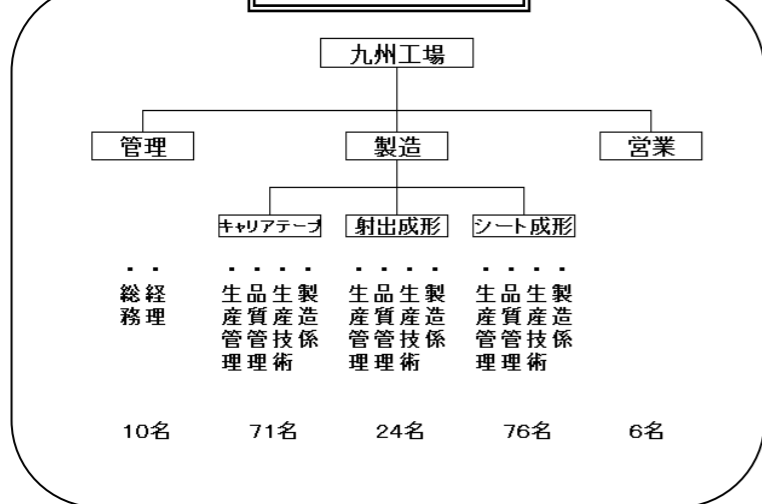 九州工場
管理
製造
営業
キャリアテープ
射出成形
シート成形
・経理
・総務
・製造係
・生産技術
・品質管理
・生産管理
・製造係
・生産技術
・品質管理
・生産管理
・製造係
・生産技術
・品質管理
・生産管理
10名
71名
24名
76名
6名